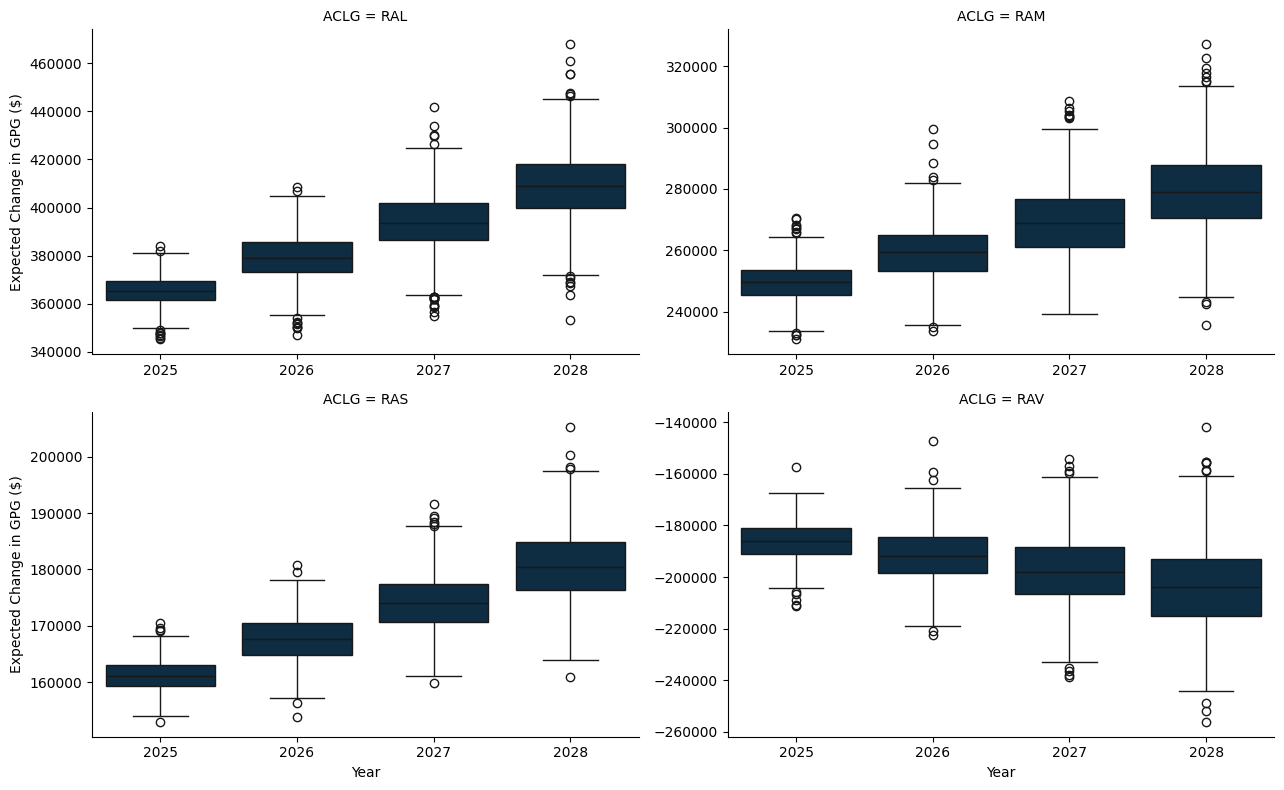 ACLG = RAL
Expected Change in GPG ($)
460000
440000
420000
400000
380000
360000
340000
2025 2026 2027 2028
ACLG = RAM
320000
300000
280000
260000
240000
2025 2026 2027 2028
ACLG = RAS
Expected Change in GPG ($)
200000
190000
180000
170000
160000
2025 2026 2027 2028
Year
ACLG = RAV
−140000
−160000
−180000
−200000
−220000
−240000
−260000
2025 2026 2027 2028
Year